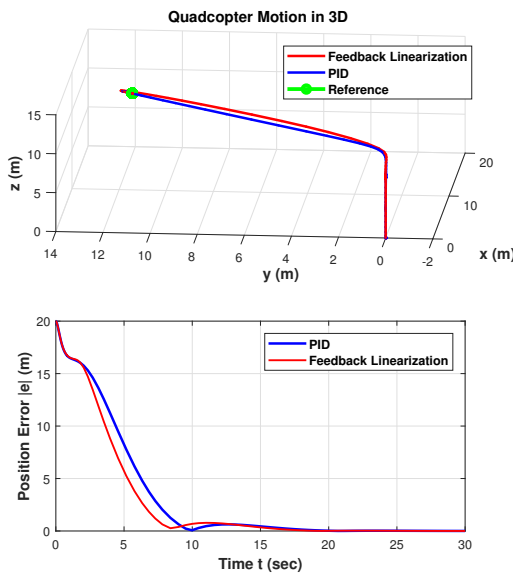 Quadcopter Motion in 3D
Feedback Linearization
PID
Reference
15
10
5
0
z (m)
14
12
10
8
6
4
2
0
-2
y (m)
20
10
0
x (m)
20
15
10
5
0
Position Error |e| (m)
PID
Feedback Linearization
0
5
10
15
20
25
30
Time t (sec)